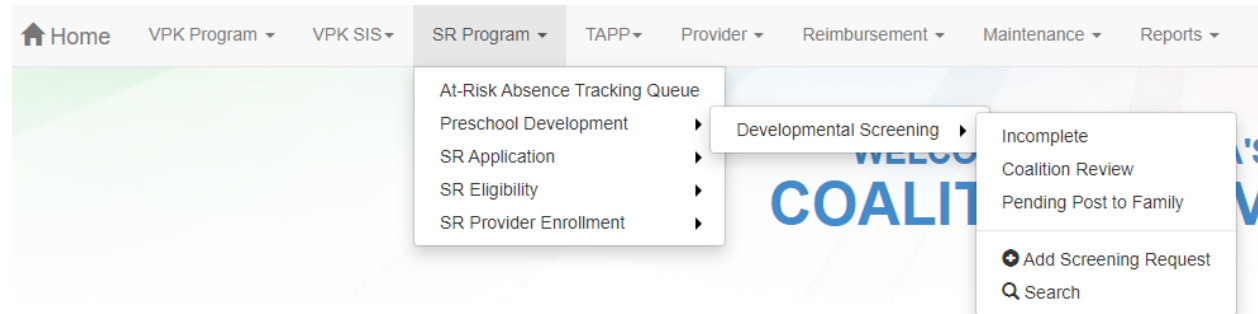 Home VPK Program VPK SIS SR Program TAPP Provider Reimbursement Maintenance Reports
At-Risk Absence Tracking Queue
Preschool Development
SR Application
SR Eligibility
SR Provider Enrollment
Developmental Screening
Incomplete
Coalition Review
Pending Post to Family
Add Screening Request
Search